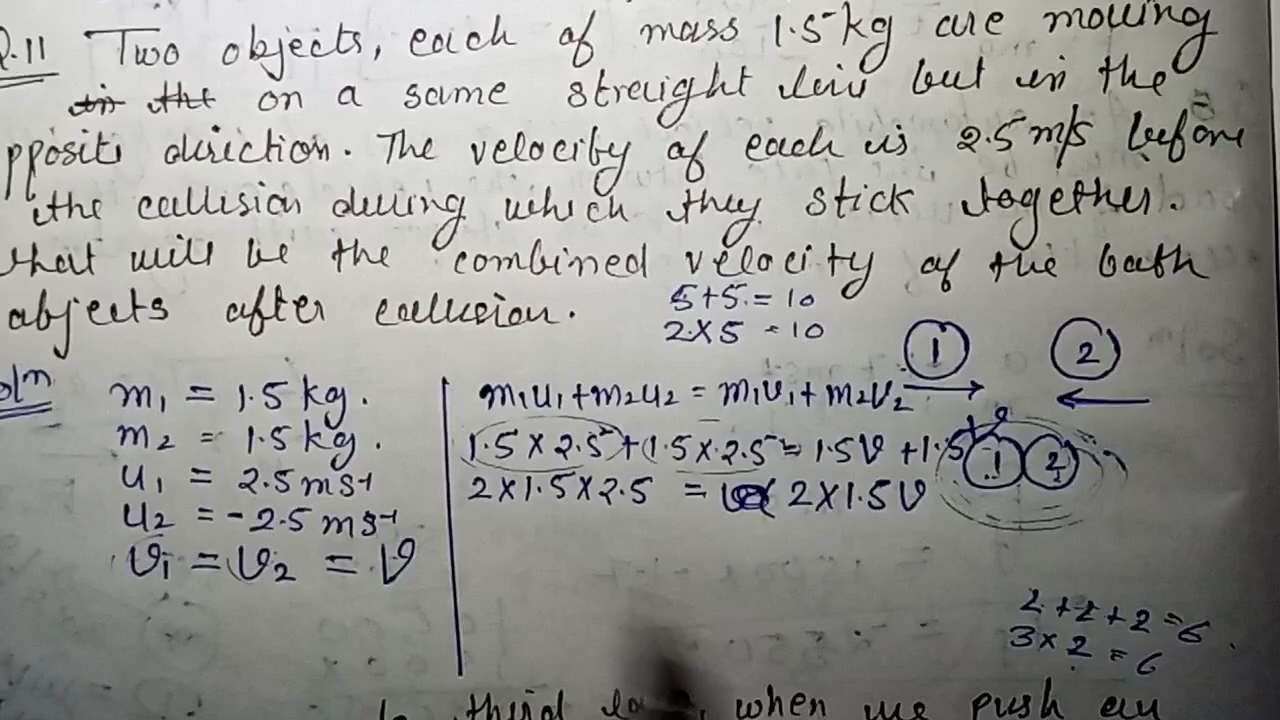 Q.11 Two objects, each of mass 1.5 kg are moving
on a same straight line but in the
pposite direction. The velocity of each is 2.5 m/s before
the collision during which they stick together.
that will be the combined velocity of the both
objects after collision.
5+5 = 10
2×5 = 10
1
2
oln
m1 = 1.5 kg.
m2 = 1.5 kg.
u1 = 2.5 ms-1
u2 = -2.5 ms-1
v1 = v2 = v
m1u1+m2u2 = m1v1+m2v2
1.5×2.5+(1.5×2.5 = 1.5v +1.5
2×1.5×2.5 = 2×1.5v
1 2
2+2+2=6
3×2=6
third when we push an